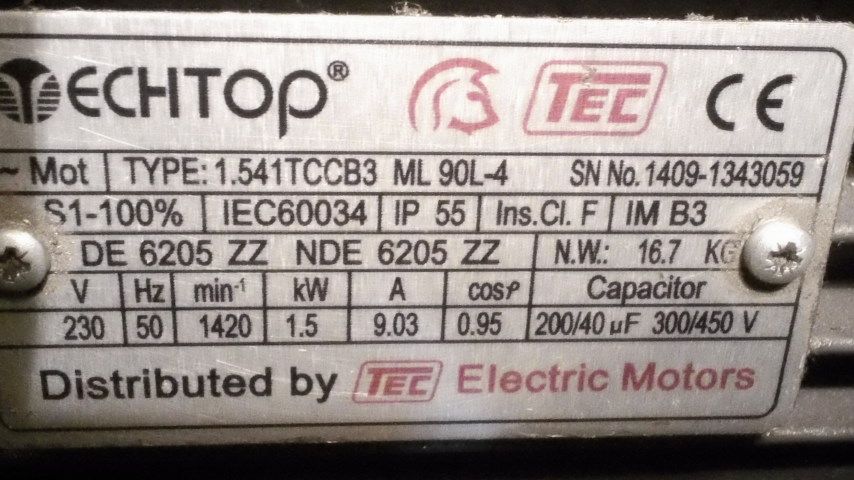 TECHTOP® TEC CE
~ Mot TYPE: 1.541TCCB3 ML 90L-4 SN No. 1409-1343059
S1-100% IEC60034 IP 55 Ins.Cl. F IM B3
DE 6205 ZZ NDE 6205 ZZ N.W.: 16.7 KG
V Hz min-¹ kW A cosφ Capacitor
230 50 1420 1.5 9.03 0.95 200/40 µF 300/450 V
Distributed by TEC Electric Motors